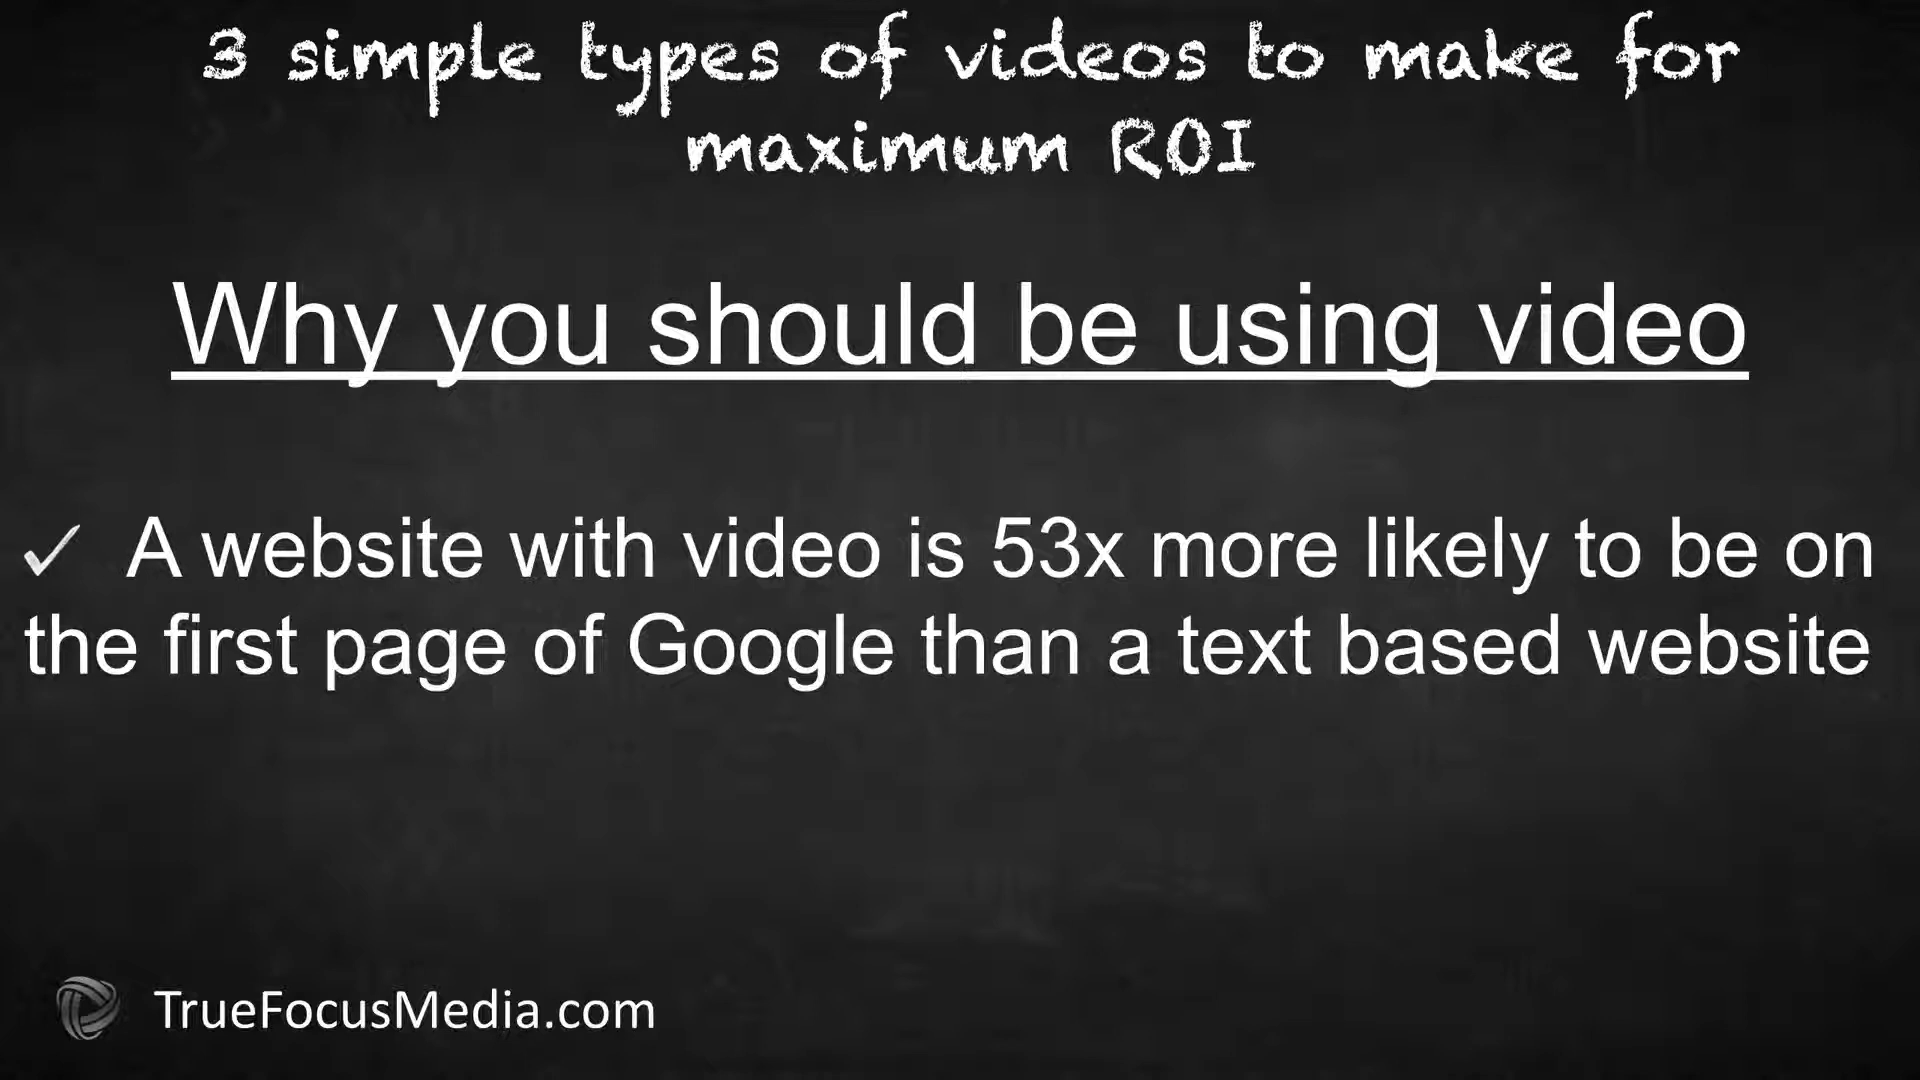 3 simple types of videos to make for
maximum ROI
Why you should be using video
✓ A website with video is 53x more likely to be on
the first page of Google than a text based website
TrueFocusMedia.com